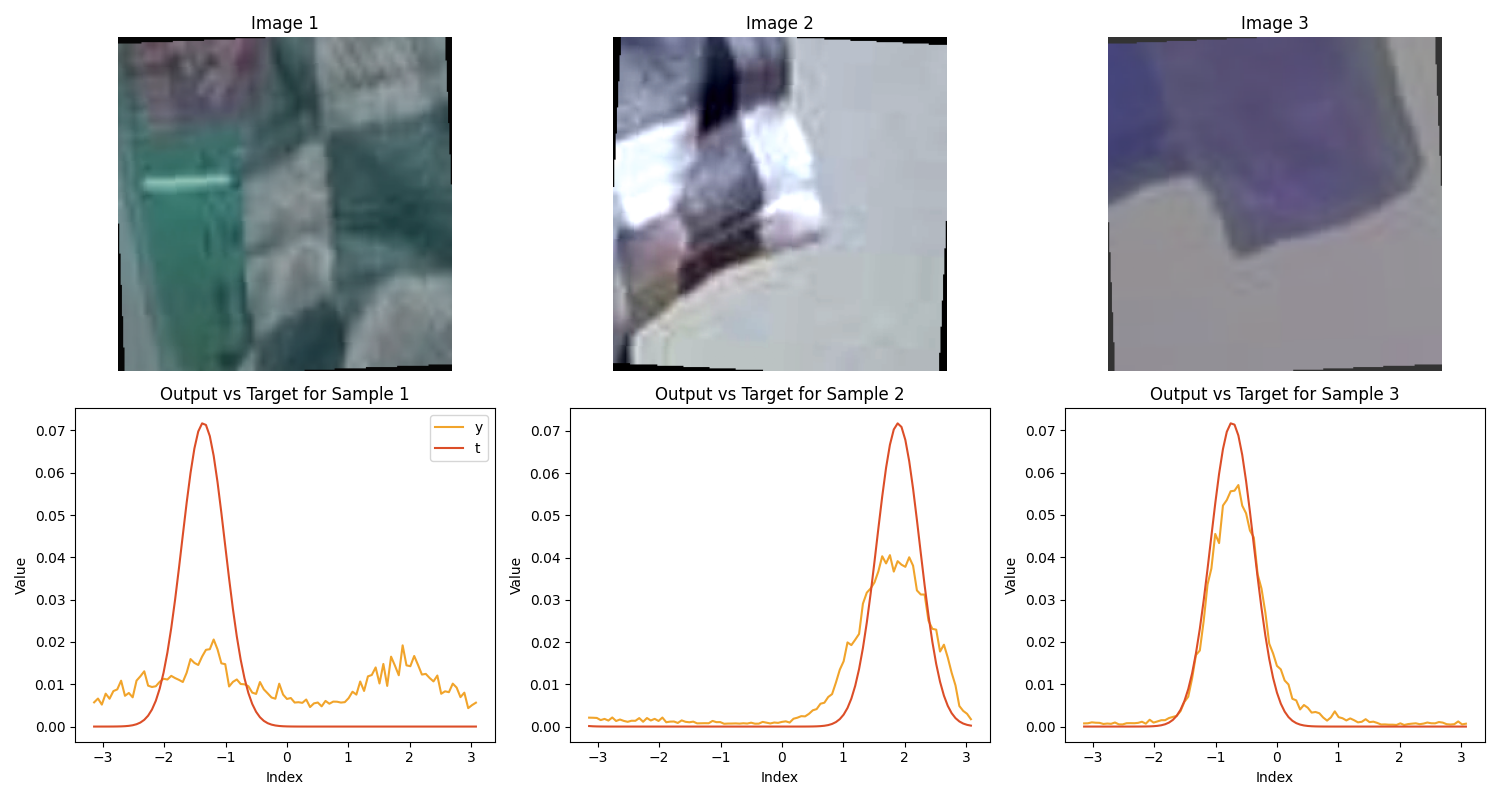 Image 1
Image 2
Image 3
Output vs Target for Sample 1
Output vs Target for Sample 2
Output vs Target for Sample 3
Value
0.07
0.06
0.05
0.04
0.03
0.02
0.01
0.00
−3 −2 −1 0 1 2 3
Index
y
t
Value
0.07
0.06
0.05
0.04
0.03
0.02
0.01
0.00
−3 −2 −1 0 1 2 3
Index
Value
0.07
0.06
0.05
0.04
0.03
0.02
0.01
0.00
−3 −2 −1 0 1 2 3
Index